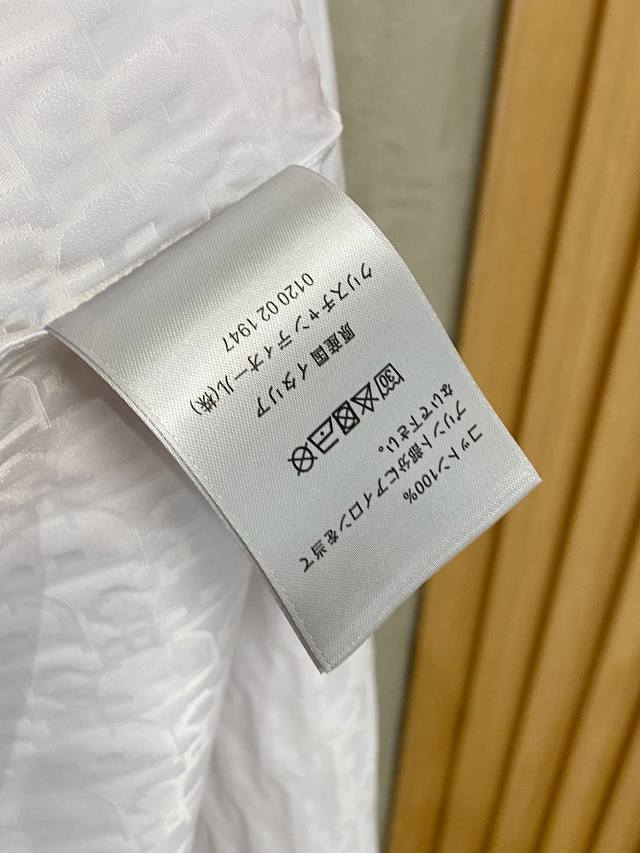 コットン100%
プリント部分にアイロンを当て
ないで下さい。
30
原産国 イタリア
クリスチャン ディオール(株)
0120 02 1947